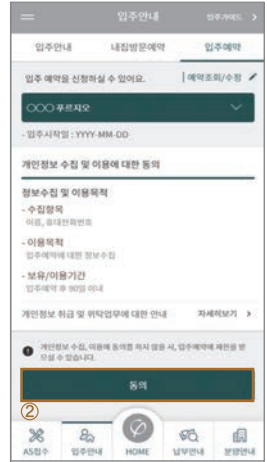 입주안내
입주가이드 >
입주안내 내집방문예약 입주예약
입주 예약을 신청하실 수 있어요. 예약조회/수정
○○○ 푸르지오
- 입주시작일 : YYYY-MM-DD
개인정보 수집 및 이용에 대한 동의
정보수집 및 이용목적
- 수집항목
이름, 휴대전화번호
- 이용목적
입주예약에 대한 정보수집
- 보유/이용기간
입주예약 후 90일 이내
개인정보 취급 및 위탁업무에 대한 안내 자세히보기 >
개인정보 수집, 이용에 동의를 하지 않을 시, 입주예약에 제한을 받
으실 수 있습니다.
동의
②
AS접수 입주안내 HOME 납부안내 분양안내